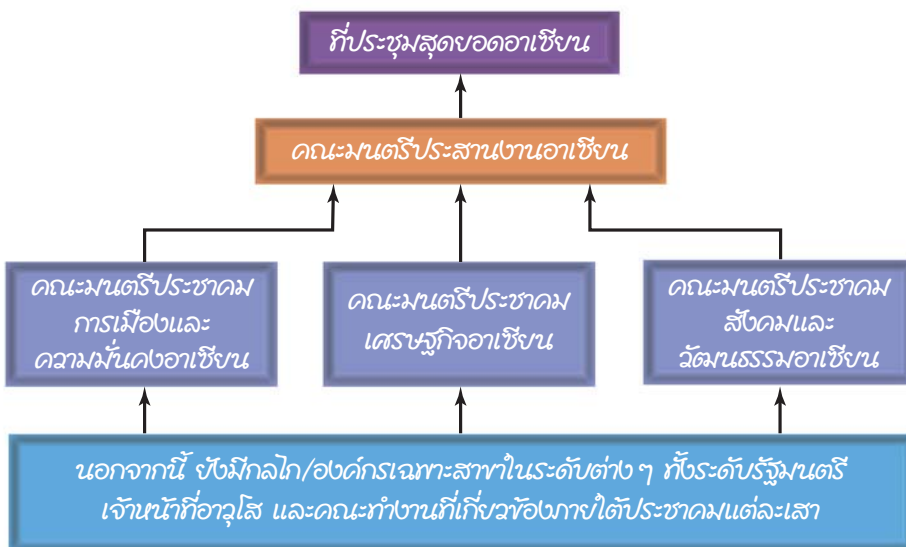 ที่ประชุมสุดยอดอาเซียน
คณะมนตรีประสานงานอาเซียน
คณะมนตรีประชาคม
การเมืองและ
ความมั่นคงอาเซียน
คณะมนตรีประชาคม
เศรษฐกิจอาเซียน
คณะมนตรีประชาคม
สังคมและ
วัฒนธรรมอาเซียน
นอกจากนี้ ยังมีกลไก/องค์กรเฉพาะสาขาในระดับต่าง ๆ ทั้งระดับรัฐมนตรี
เจ้าหน้าที่อาวุโส และคณะทำงานที่เกี่ยวข้องภายใต้ประชาคมแต่ละเสา